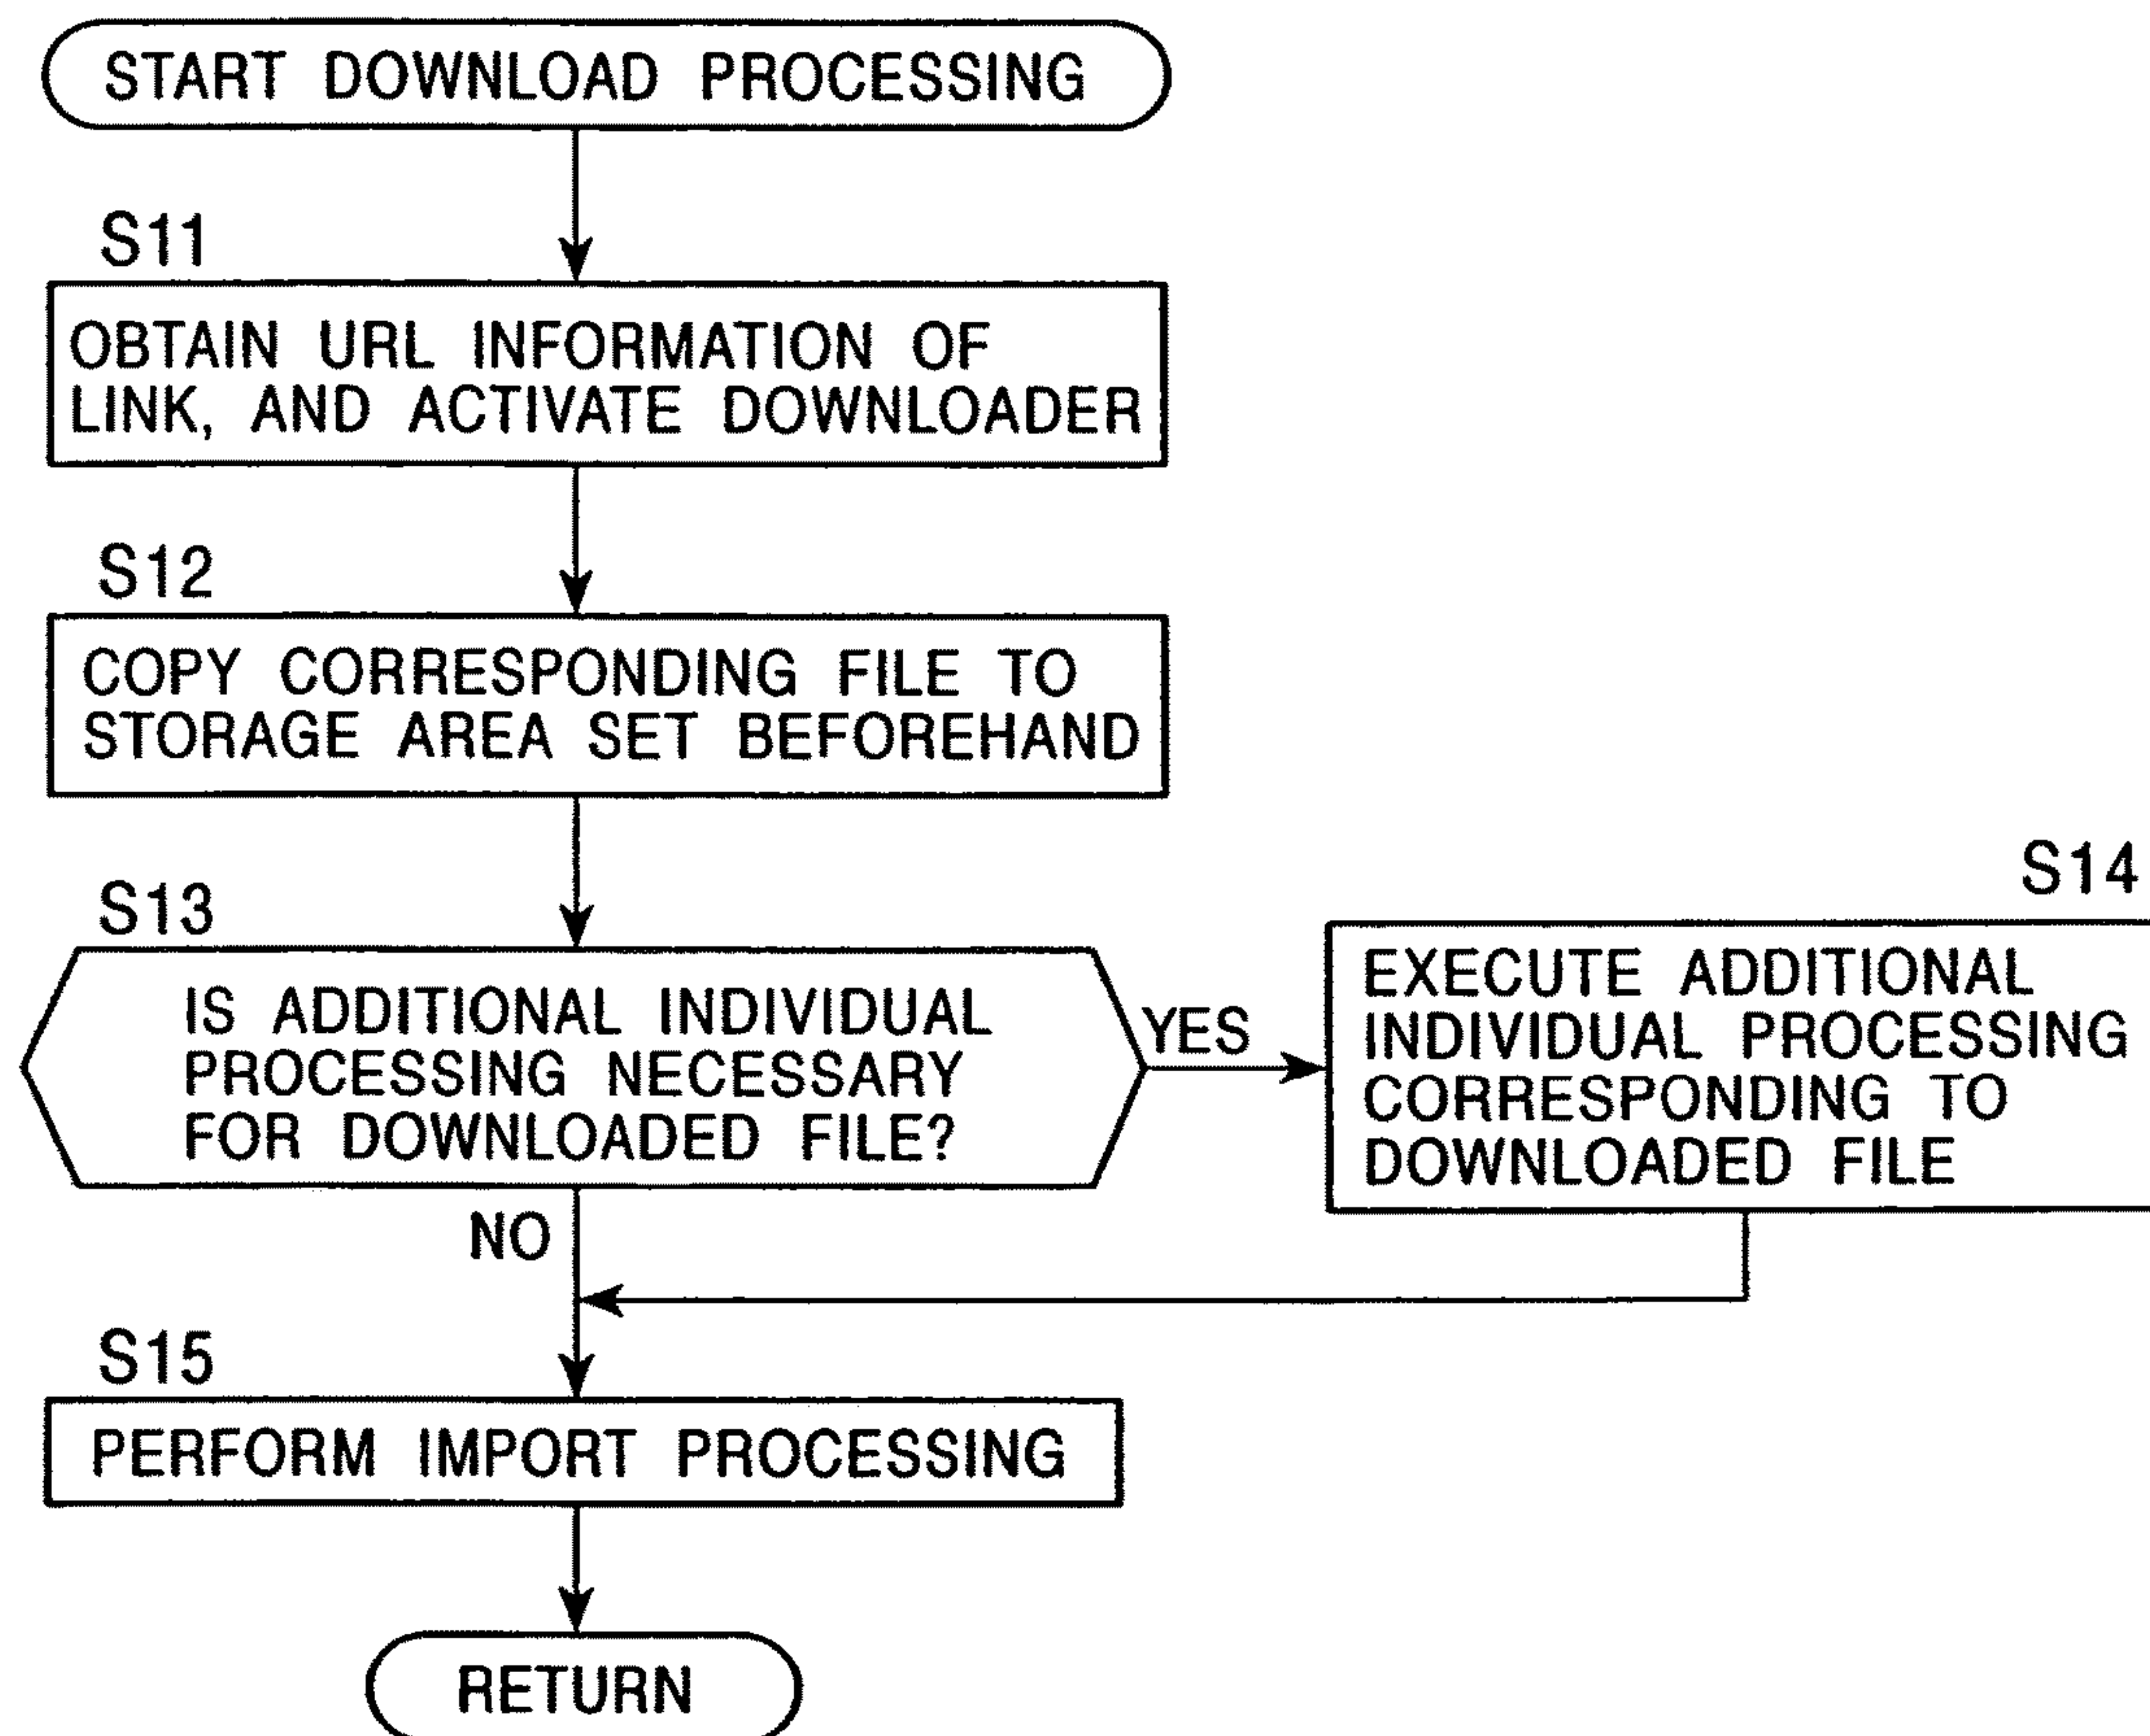 START DOWNLOAD PROCESSING
S11
OBTAIN URL INFORMATION OF
LINK, AND ACTIVATE DOWNLOADER
S12
COPY CORRESPONDING FILE TO
STORAGE AREA SET BEFOREHAND
S13
IS ADDITIONAL INDIVIDUAL
PROCESSING NECESSARY
FOR DOWNLOADED FILE?
YES
S14
EXECUTE ADDITIONAL
INDIVIDUAL PROCESSING
CORRESPONDING TO
DOWNLOADED FILE
NO
S15
PERFORM IMPORT PROCESSING
RETURN